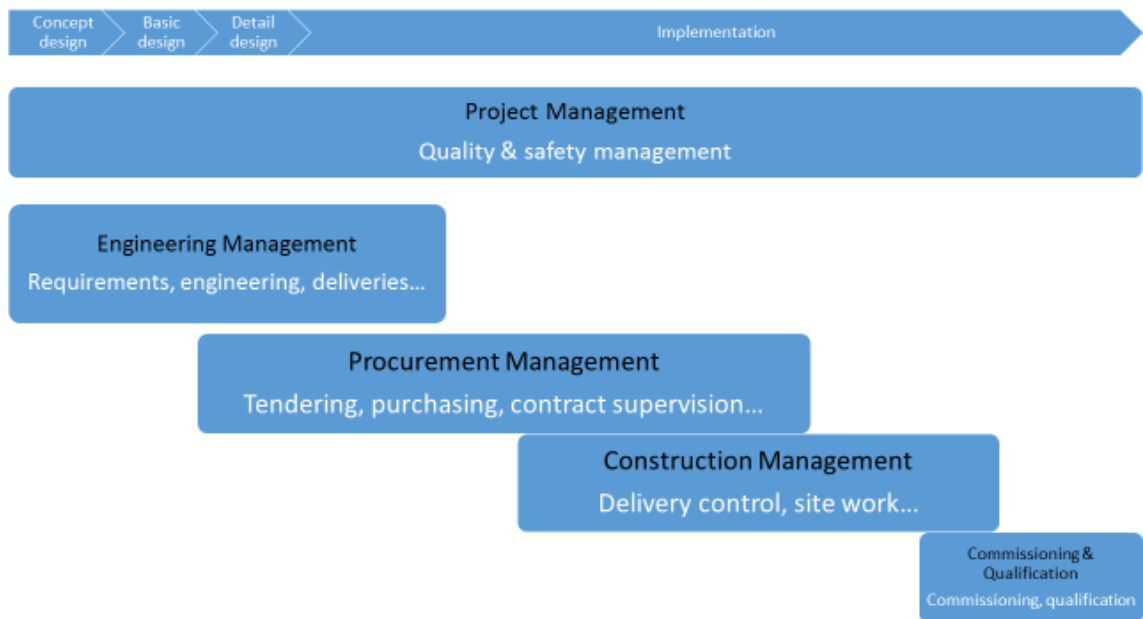 Concept
design
Basic
design
Detail
design
Implementation
Project Management
Quality & safety management
Engineering Management
Requirements, engineering, deliveries…
Procurement Management
Tendering, purchasing, contract supervision…
Construction Management
Delivery control, site work…
Commissioning &
Qualification
Commissioning, qualification